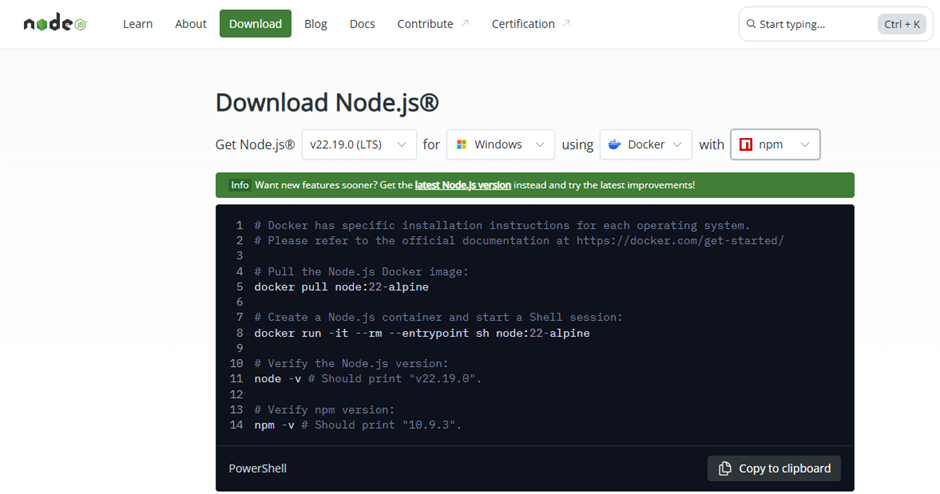 node
Learn About Download Blog Docs Contribute Certification Start typing... Ctrl + K
Download Node.js®
Get Node.js® v22.19.0 (LTS) for Windows using Docker with npm
Info Want new features sooner? Get the latest Node.js version instead and try the latest improvements!
1 # Docker has specific installation instructions for each operating system.
2 # Please refer to the official documentation at https://docker.com/get-started/
3
4 # Pull the Node.js Docker image:
5 docker pull node:22-alpine
6
7 # Create a Node.js container and start a Shell session:
8 docker run -it --rm --entrypoint sh node:22-alpine
9
10 # Verify the Node.js version:
11 node -v # Should print "v22.19.0".
12
13 # Verify npm version:
14 npm -v # Should print "10.9.3".
PowerShell Copy to clipboard